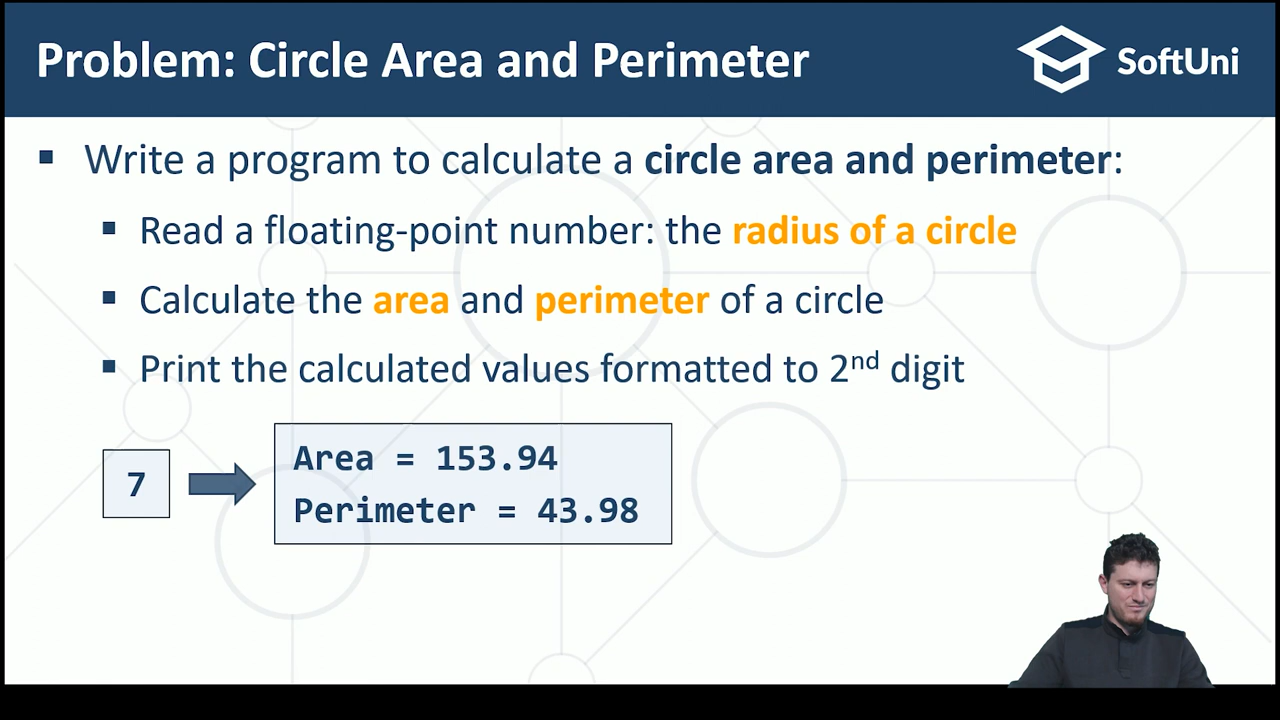 Problem: Circle Area and Perimeter
SoftUni
▪ Write a program to calculate a circle area and perimeter:
▪ Read a floating-point number: the radius of a circle
▪ Calculate the area and perimeter of a circle
▪ Print the calculated values formatted to 2nd digit
7
Area = 153.94
Perimeter = 43.98